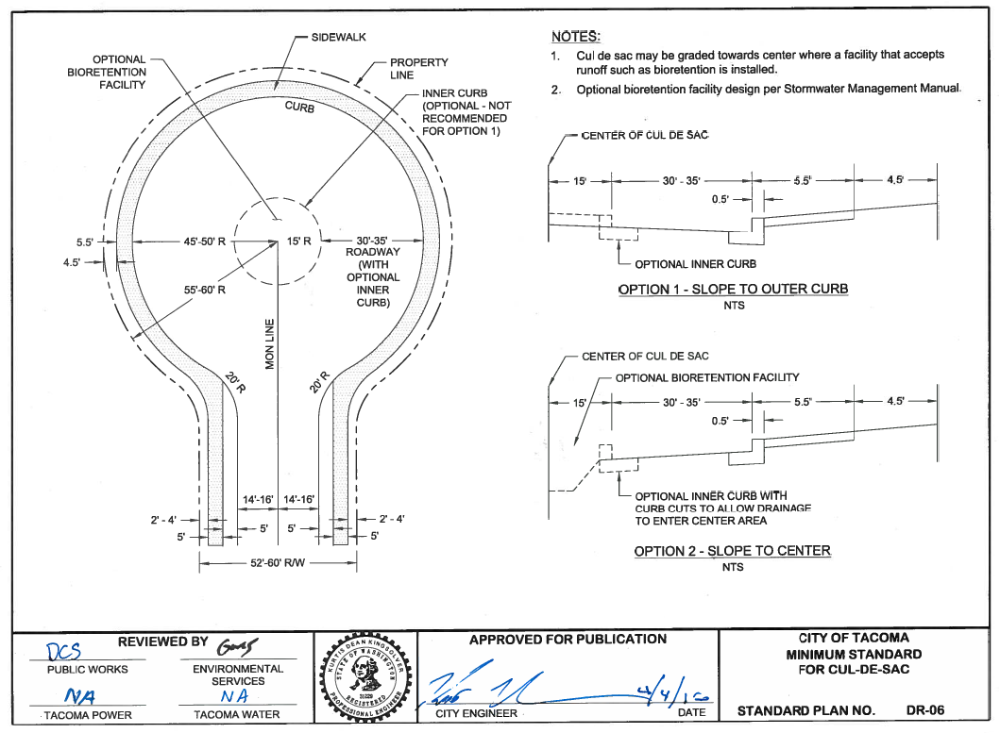 SIDEWALK
OPTIONAL
BIORETENTION
FACILITY
PROPERTY
LINE
INNER CURB
(OPTIONAL - NOT
RECOMMENDED
FOR OPTION 1)
CURB
5.5'
45'-50' R
15' R
30'-35'
ROADWAY
(WITH
OPTIONAL
INNER
CURB)
4.5'
55'-60' R
MON LINE
20' R
20' R
14'-16'
14'-16'
2' - 4'
2' - 4'
5'
5'
5'
5'
52'-60' R/W
NOTES:
1. Cul de sac may be graded towards center where a facility that accepts
runoff such as bioretention is installed.
2. Optional bioretention facility design per Stormwater Management Manual.
CENTER OF CUL DE SAC
15'
30' - 35'
5.5'
4.5'
0.5'
OPTIONAL INNER CURB
OPTION 1 - SLOPE TO OUTER CURB
NTS
CENTER OF CUL DE SAC
OPTIONAL BIORETENTION FACILITY
15'
30' - 35'
5.5'
4.5'
0.5'
OPTIONAL INNER CURB WITH
CURB CUTS TO ALLOW DRAINAGE
TO ENTER CENTER AREA
OPTION 2 - SLOPE TO CENTER
NTS
REVIEWED BY
DCS
PUBLIC WORKS
ENVIRONMENTAL
SERVICES
NA
TACOMA POWER
NA
TACOMA WATER
KURTIS DEAN KINGSOLVER
STATE OF WASHINGTON
REGISTERED
PROFESSIONAL ENGINEER
APPROVED FOR PUBLICATION
CITY ENGINEER
DATE
CITY OF TACOMA
MINIMUM STANDARD
FOR CUL-DE-SAC
STANDARD PLAN NO. DR-06